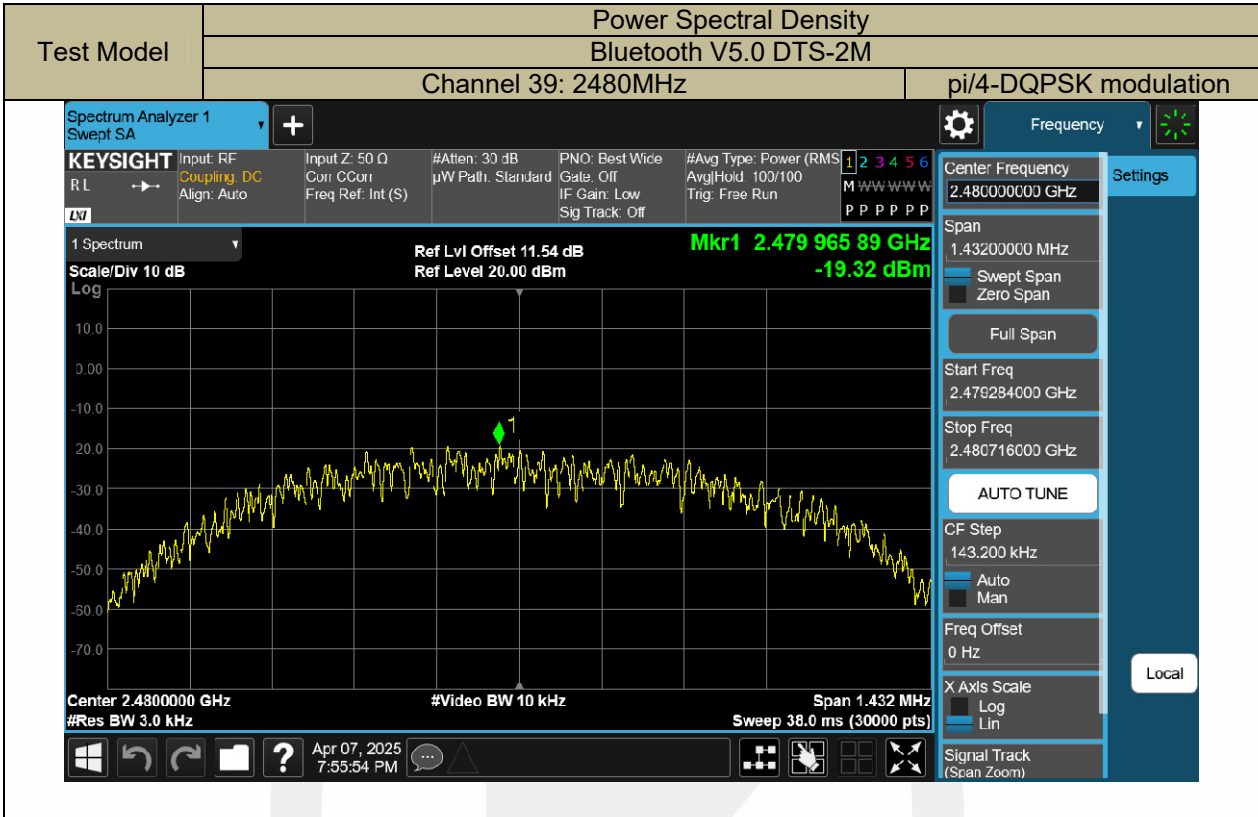 Test Model
Power Spectral Density
Bluetooth V5.0 DTS-2M
Channel 39: 2480MHz
pi/4-DQPSK modulation
Spectrum Analyzer 1
Swept SA
Frequency
KEYSIGHT
RL
LXI
Input: RF
Coupling: DC
Align: Auto
Input Z: 50 Ω
Corr CCorr
Freq Ref: Int (S)
#Atten: 30 dB
µW Path: Standard
PNO: Best Wide
Gate: Off
IF Gain: Low
Sig Track: Off
#Avg Type: Power (RMS
Avg|Hold: 100/100
Trig: Free Run
1 2 3 4 5 6
M W W W W W
P P P P P P
1 Spectrum
Scale/Div 10 dB
Log
Ref Lvl Offset 11.54 dB
Ref Level 20.00 dBm
Mkr1 2.479 965 89 GHz
-19.32 dBm
10.0
0.00
-10.0
20.0
-30.0
-40.0
-50.0
-60.0
-70.0
1
Center 2.4800000 GHz
#Res BW 3.0 kHz
#Video BW 10 kHz
Span 1.432 MHz
Sweep 38.0 ms (30000 pts)
Apr 07, 2025
7:55:54 PM
Center Frequency
2.480000000 GHz
Settings
Span
1.43200000 MHz
Swept Span
Zero Span
Full Span
Start Freq
2.479284000 GHz
Stop Freq
2.480716000 GHz
AUTO TUNE
CF Step
143.200 kHz
Auto
Man
Freq Offset
0 Hz
X Axis Scale
Log
Lin
Local
Signal Track
(Span Zoom)